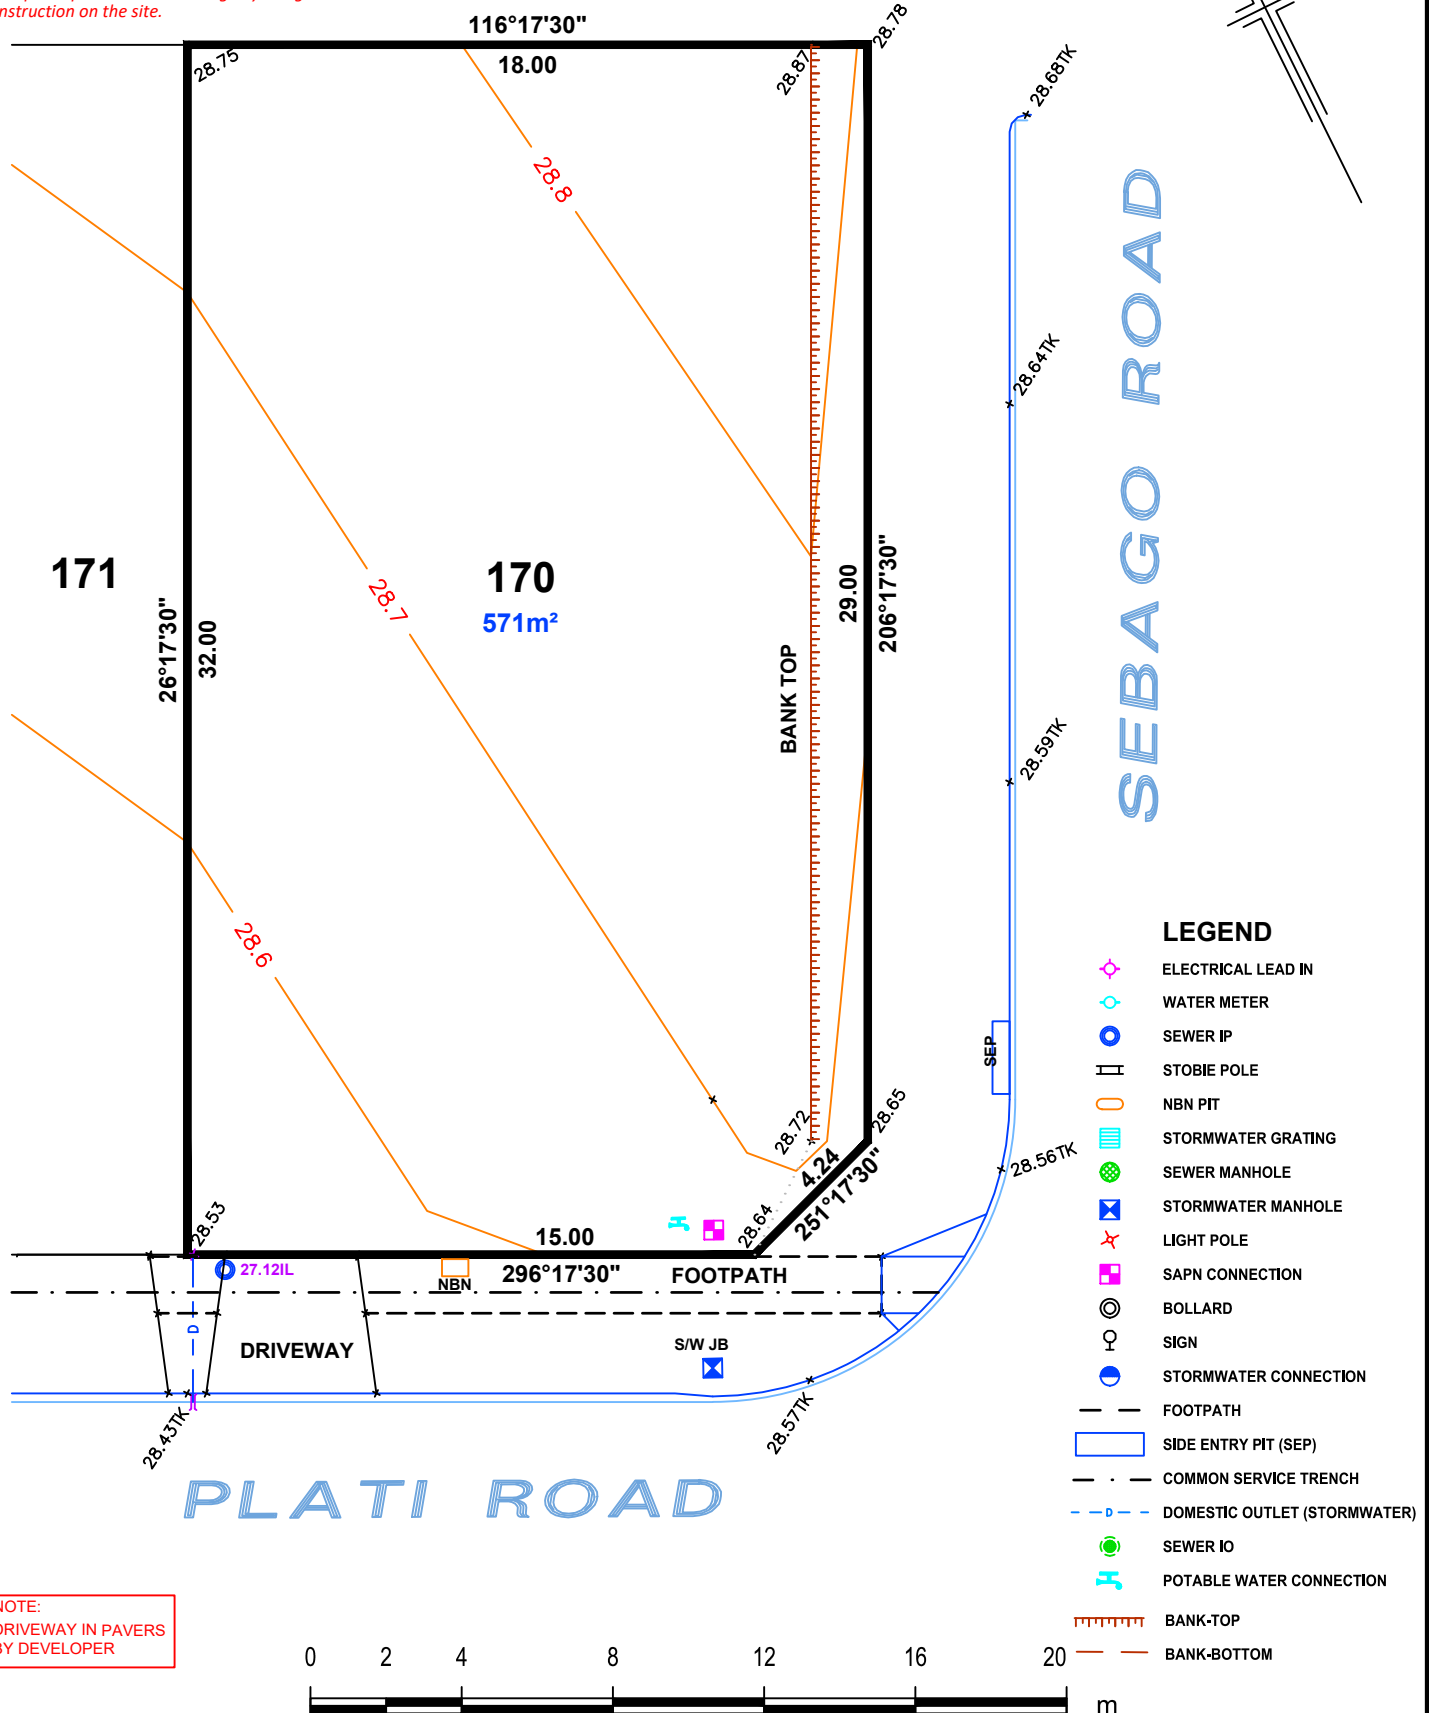 nstruction on the site.
116°17'30"
18.00
28.75
28.87
28.78
28.68TK
28.8
SEBAGO ROAD
28.64TK
171
170
571m²
28.7
26°17'30"
32.00
29.00
206°17'30"
BANK TOP
28.59TK
28.6
SEP
28.72
28.65
4.24
251°17'30"
28.56TK
28.53
28.64
15.00
296°17'30"
27.12IL
NBN
FOOTPATH
D
DRIVEWAY
S/W JB
28.43TK
28.57TK
PLATI ROAD
LEGEND
ELECTRICAL LEAD IN
WATER METER
SEWER IP
STOBIE POLE
NBN PIT
STORMWATER GRATING
SEWER MANHOLE
STORMWATER MANHOLE
LIGHT POLE
SAPN CONNECTION
BOLLARD
SIGN
STORMWATER CONNECTION
FOOTPATH
SIDE ENTRY PIT (SEP)
COMMON SERVICE TRENCH
D DOMESTIC OUTLET (STORMWATER)
SEWER IO
POTABLE WATER CONNECTION
BANK-TOP
BANK-BOTTOM
NOTE:
DRIVEWAY IN PAVERS
BY DEVELOPER
0 2 4 8 12 16 20
m